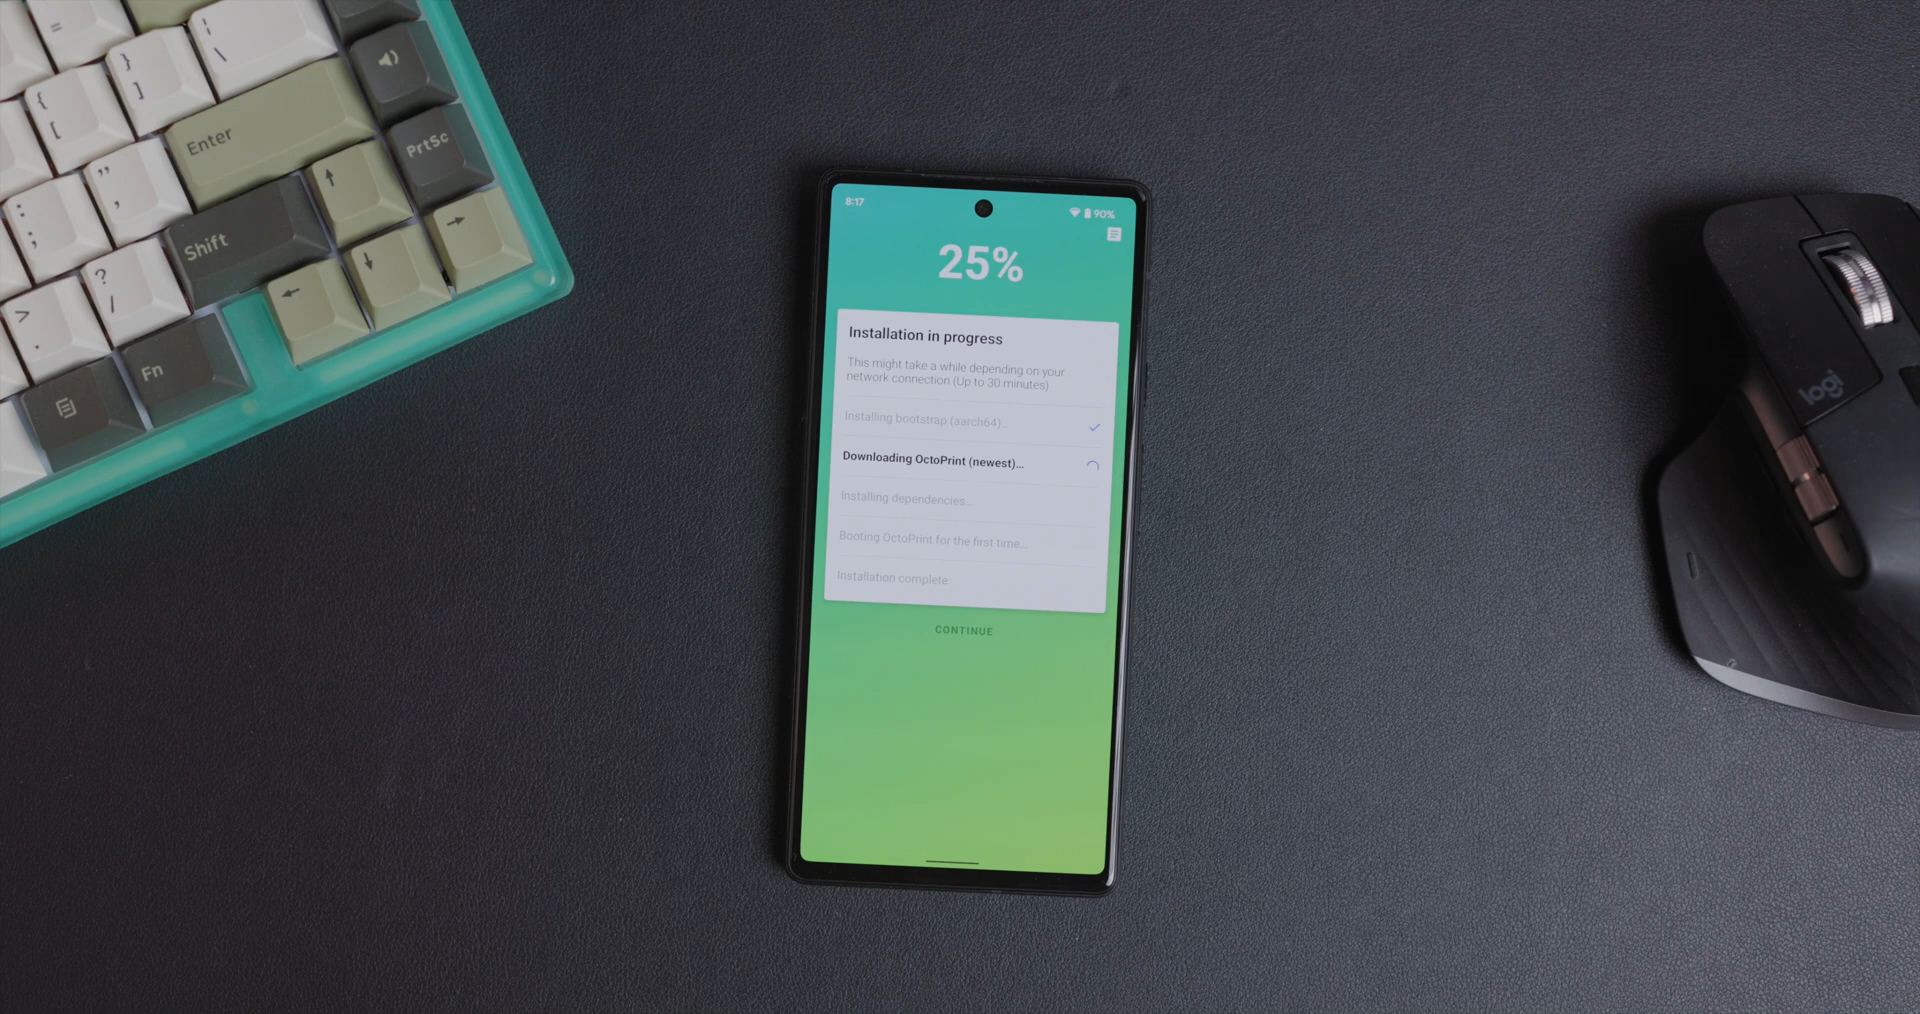 =
|
\
}
]
{
[
Enter
PrtSc
"
,
:
;
Shift
?
/
>
.
Fn
8:17
90%
25%
Installation in progress
This might take a while depending on your
network connection (Up to 30 minutes)
Installing bootstrap (aarch64)...
Downloading OctoPrint (newest)...
Installing dependencies...
Booting OctoPrint for the first time...
Installation complete
CONTINUE
logi